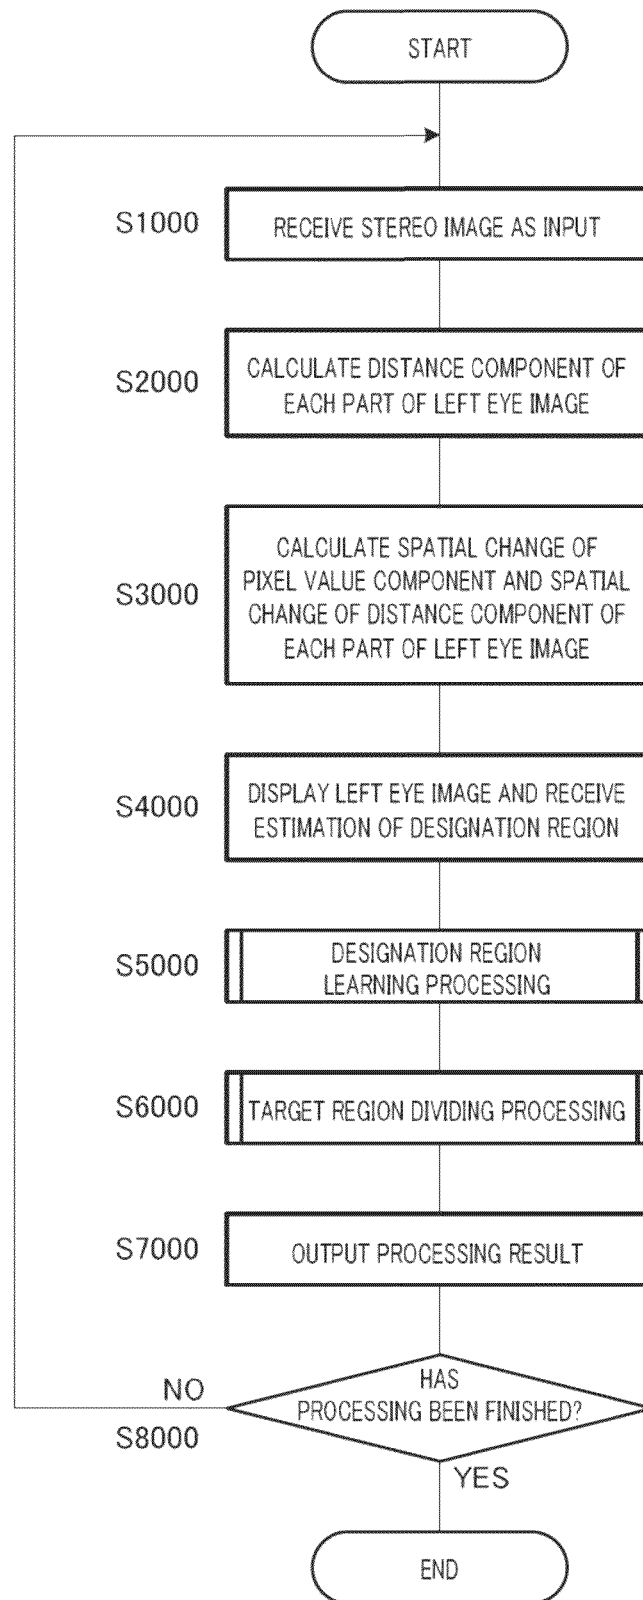 START
S1000
RECEIVE STEREO IMAGE AS INPUT
S2000
CALCULATE DISTANCE COMPONENT OF
EACH PART OF LEFT EYE IMAGE
S3000
CALCULATE SPATIAL CHANGE OF
PIXEL VALUE COMPONENT AND SPATIAL
CHANGE OF DISTANCE COMPONENT OF
EACH PART OF LEFT EYE IMAGE
S4000
DISPLAY LEFT EYE IMAGE AND RECEIVE
ESTIMATION OF DESIGNATION REGION
S5000
DESIGNATION REGION
LEARNING PROCESSING
S6000
TARGET REGION DIVIDING PROCESSING
S7000
OUTPUT PROCESSING RESULT
NO
S8000
HAS
PROCESSING BEEN FINISHED?
YES
END